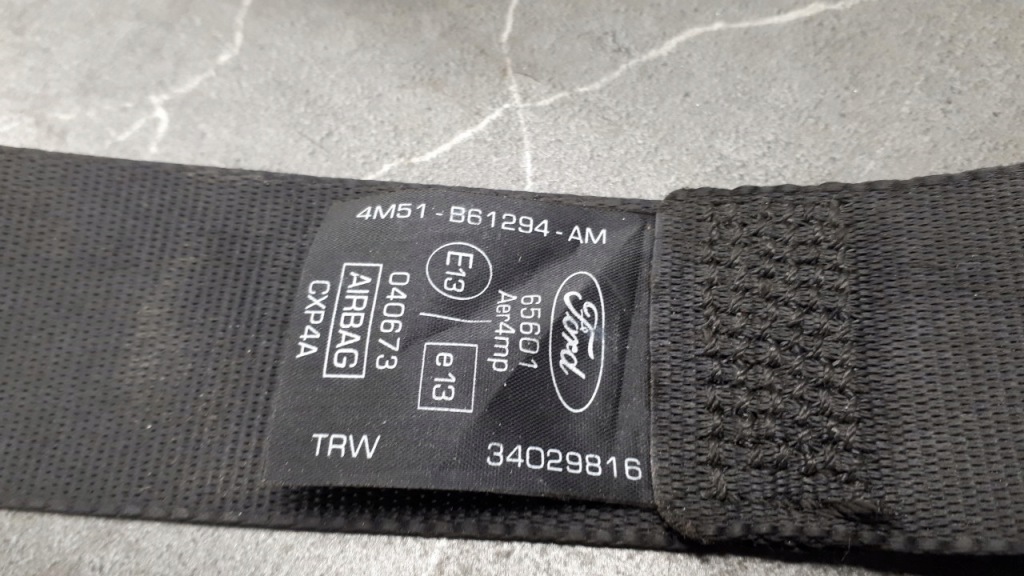 4M51-B61294-AM
Ford
65601
Aer4mp
E13
e13
040673
AIRBAG
CXP4A
TRW
34029816